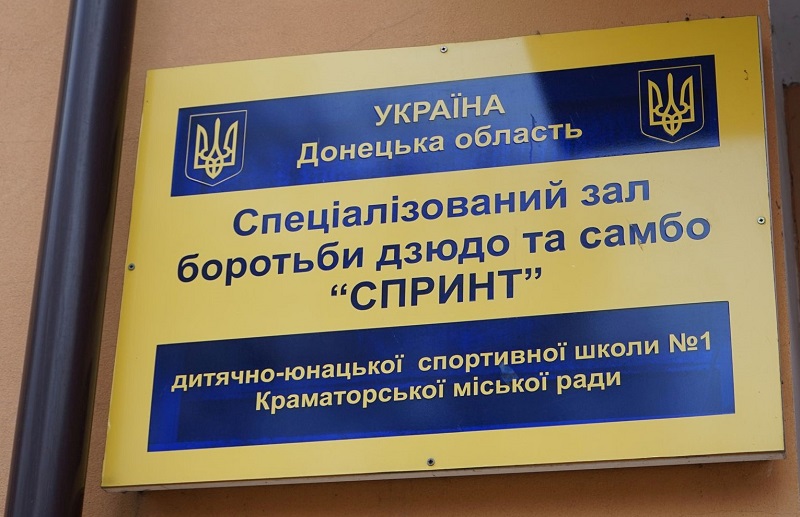 УКРАЇНА
Донецька область
Спеціалізований зал
боротьби дзюдо та самбо
“СПРИНТ”
дитячно-юнацької спортивної школи №1
Краматорської міської ради